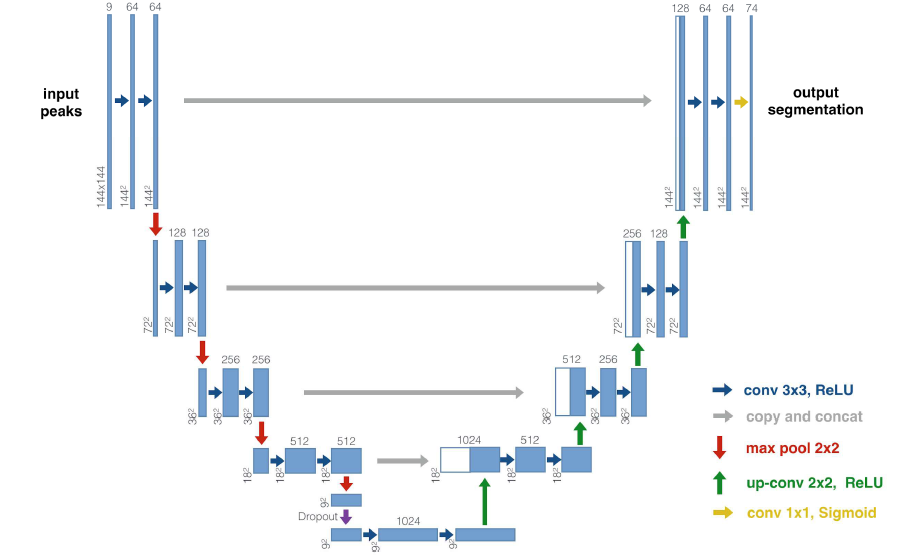 9 64 64
128 64 64 74
input
peaks
output
segmentation
144x144
144²
144²
144²
144²
144²
144²
128 128
256 128
72²
72²
72²
72²
72²
72²
256 256
512 256
36²
36²
36²
36²
36²
36²
512 512
1024 512
18²
18²
18²
18²
18²
18²
9²
Dropout
1024
9²
9²
9²
conv 3x3, ReLU
copy and concat
max pool 2x2
up-conv 2x2, ReLU
conv 1x1, Sigmoid